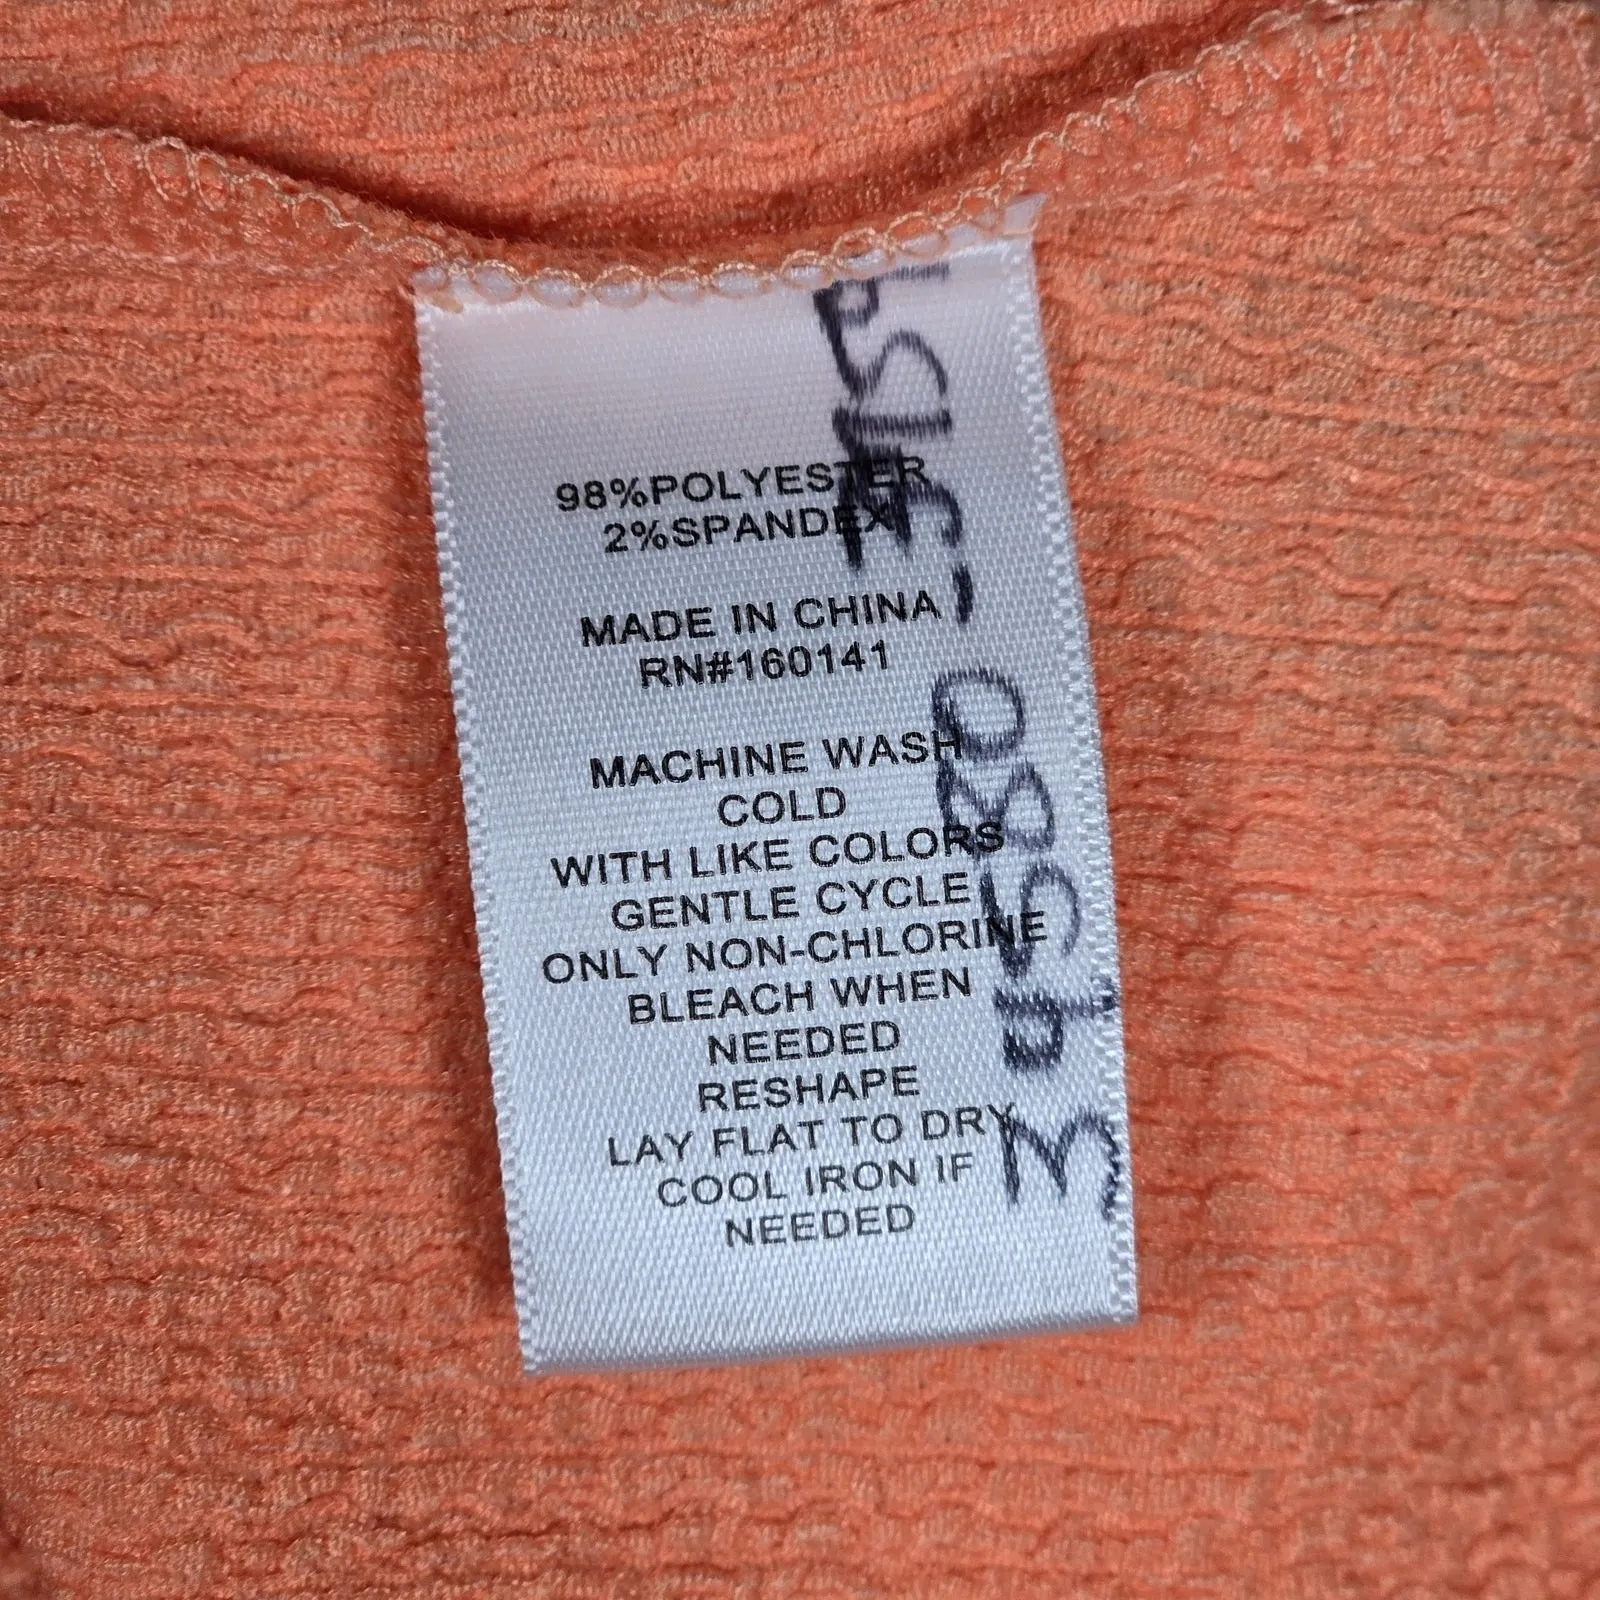 98%POLYESTER
2%SPANDEX
MADE IN CHINA
RN#160141
MACHINE WASH
COLD
WITH LIKE COLORS
GENTLE CYCLE
ONLY NON-CHLORINE
BLEACH WHEN
NEEDED
RESHAPE
LAY FLAT TO DRY
COOL IRON IF
NEEDED